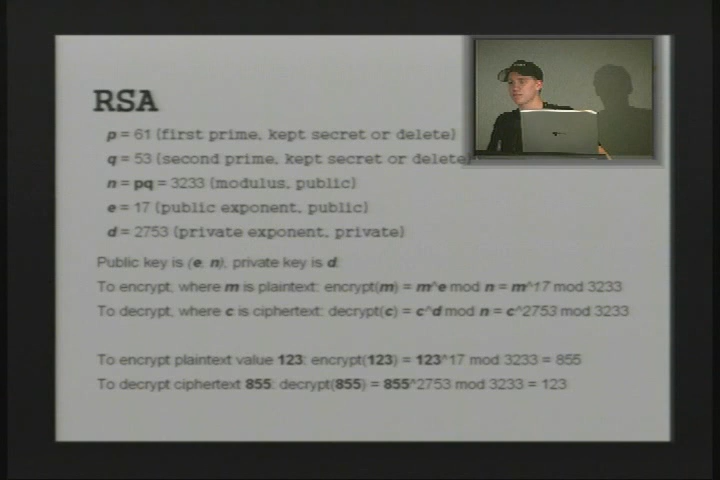 RSA
p = 61 (first prime, kept secret or delete)
q = 53 (second prime, kept secret or delete)
n = pq = 3233 (modulus, public)
e = 17 (public exponent, public)
d = 2753 (private exponent, private)
Public key is (e, n); private key is d.
To encrypt, where m is plaintext: encrypt(m) = m^e mod n = m^17 mod 3233
To decrypt, where c is ciphertext: decrypt(c) = c^d mod n = c^2753 mod 3233
To encrypt plaintext value 123: encrypt(123) = 123^17 mod 3233 = 855
To decrypt ciphertext 855: decrypt(855) = 855^2753 mod 3233 = 123